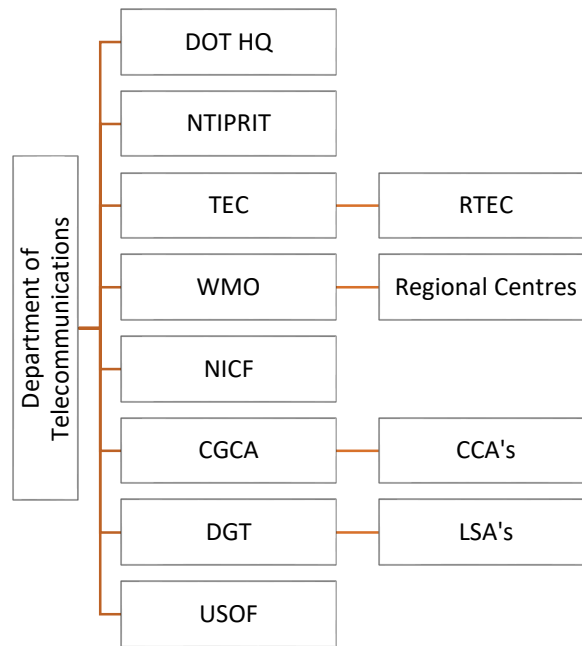 Department of
Telecommunications
DOT HQ
NTIPRIT
TEC
RTEC
WMO
Regional Centres
NICF
CGCA
CCA's
DGT
LSA's
USOF